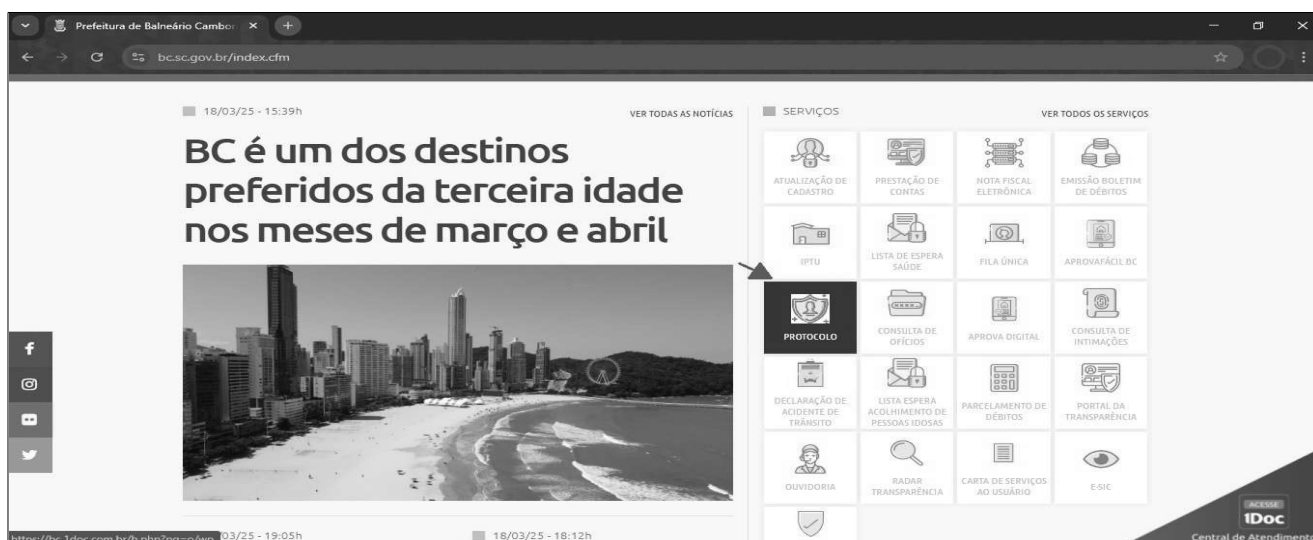 Prefeitura de Balneário Cambor
bc.sc.gov.br/index.cfm
18/03/25 - 15:39h
VER TODAS AS NOTÍCIAS
BC é um dos destinos
preferidos da terceira idade
nos meses de março e abril
SERVIÇOS
VER TODOS OS SERVIÇOS
ATUALIZAÇÃO DE
CADASTRO
PRESTAÇÃO DE
CONTAS
NOTA FISCAL
ELETRÔNICA
EMISSÃO BOLETIM
DE DÉBITOS
IPTU
LISTA DE ESPERA
SAÚDE
FILA ÚNICA
APROVAFÁCIL BC
PROTOCOLO
CONSULTA DE
OFÍCIOS
APROVA DIGITAL
CONSULTA DE
INTIMAÇÕES
DECLARAÇÃO DE
ACIDENTE DE
TRÂNSITO
LISTA ESPERA
ACOLHIMENTO DE
PESSOAS IDOSAS
PARCELAMENTO DE
DÉBITOS
PORTAL DA
TRANSPARÊNCIA
OUVIDORIA
RADAR
TRANSPARÊNCIA
CARTA DE SERVIÇOS
AO USUÁRIO
E-SIC
03/25 - 19:05h
18/03/25 - 18:12h
ACESSE
1Doc
Central de Atendimento